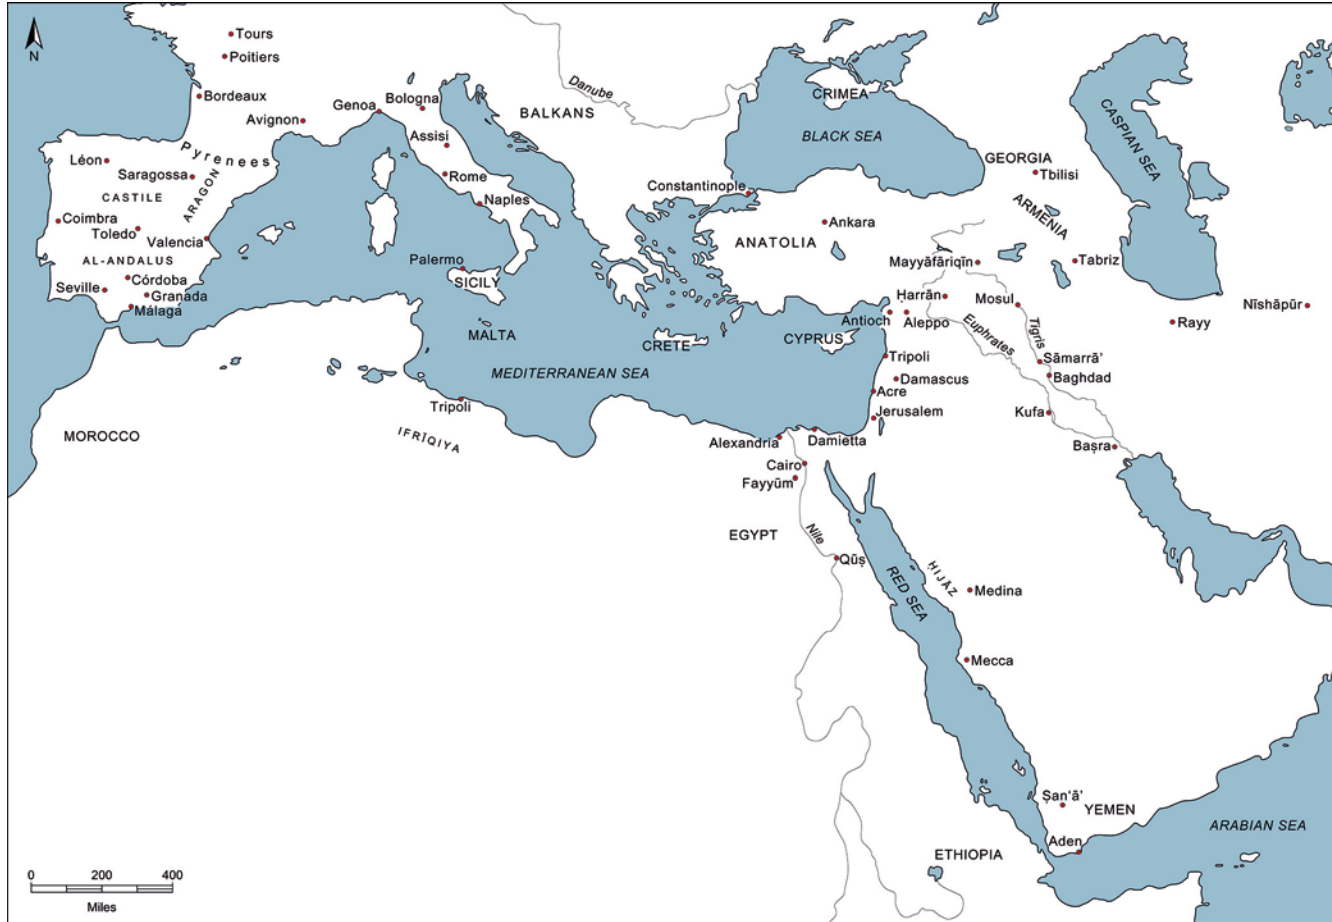 N
Tours
Poitiers
Bordeaux
Avignon
Genoa
Bologna
Danube
BALKANS
Assisi
Rome
Naples
Pyrenees
Léon
Saragossa
CASTILE
ARAGON
Coimbra
Toledo
Valencia
AL-ANDALUS
Córdoba
Seville
Granada
Málaga
Palermo
SICILY
MALTA
CRETE
CYPRUS
MEDITERRANEAN SEA
Tripoli
IFRĪQIYA
MOROCCO
CRIMEA
BLACK SEA
CASPIAN SEA
GEORGIA
Tbilisi
ARMENIA
Constantinople
Ankara
ANATOLIA
Mayyāfāriqīn
Tabriz
Ḥarrān
Mosul
Nīshāpūr
Antioch
Aleppo
Euphrates
Tigris
Rayy
Tripoli
Sāmarrā’
Damascus
Baghdad
Acre
Jerusalem
Kufa
Alexandria
Damietta
Baṣra
Cairo
Fayyūm
EGYPT
Nile
Qūṣ
RED SEA
ḤIJĀZ
Medina
Mecca
Ṣan‘ā’
YEMEN
Aden
ARABIAN SEA
ETHIOPIA
0 200 400
Miles